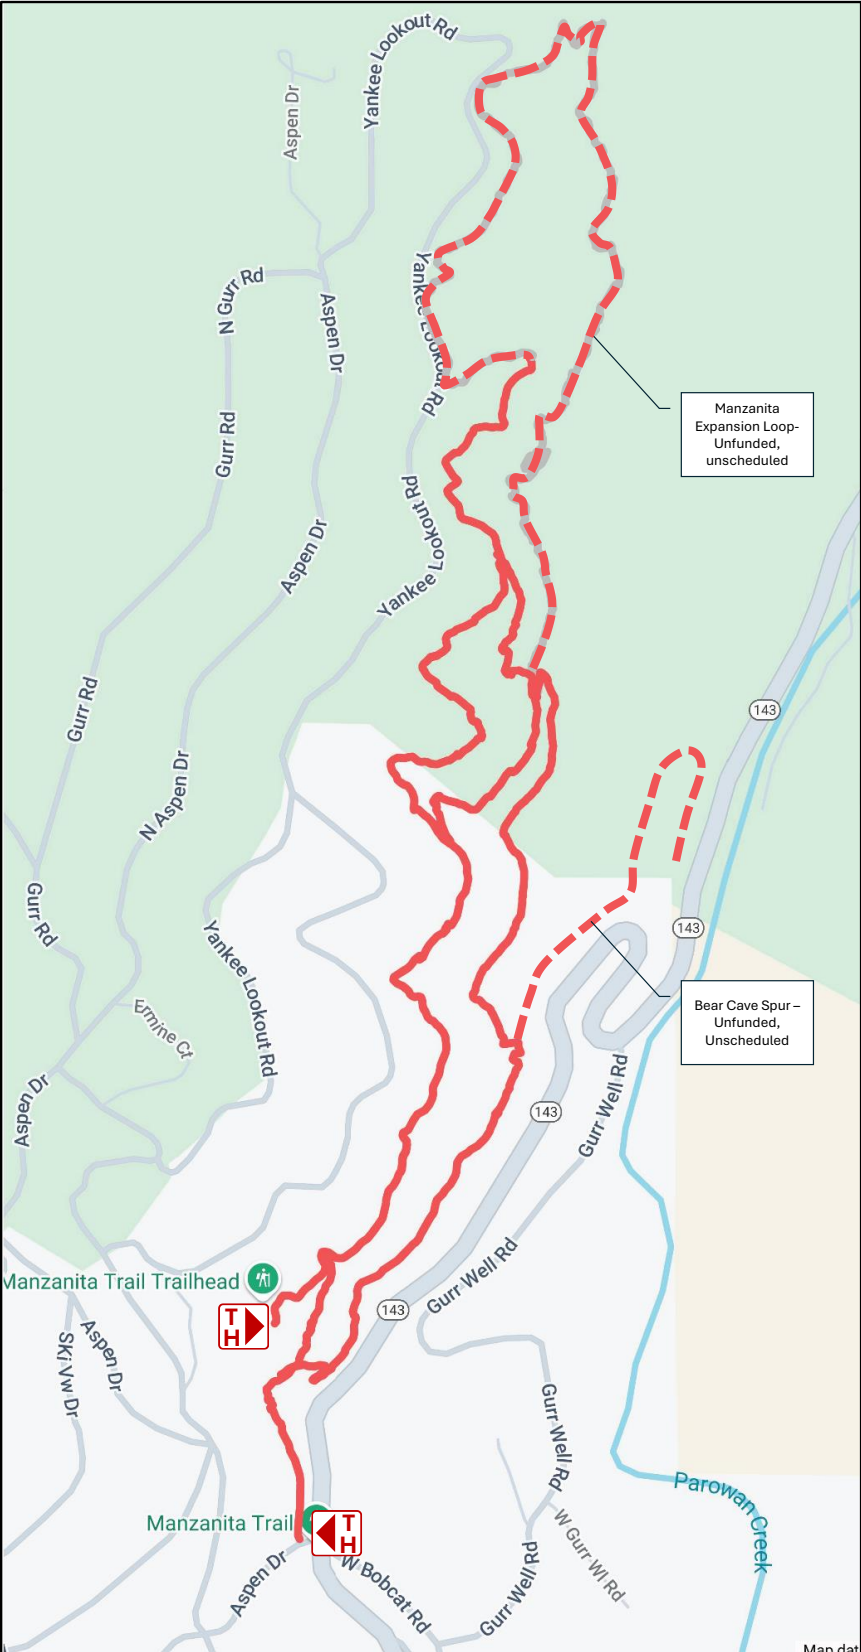 Yankee Lookout Rd
Aspen Dr
N Gurr Rd
Aspen Dr
Yankee Lookout Rd
Manzanita
Expansion Loop-
Unfunded,
unscheduled
Gurr Rd
Yankee Lookout Rd
Aspen Dr
Gurr Rd
143
N Aspen Dr
Gurr Rd
143
Yankee Lookout Rd
Bear Cave Spur –
Unfunded,
Unscheduled
Ermine Ct
Aspen Dr
143
Gurr Well Rd
Manzanita Trail Trailhead
T
H
Gurr Well Rd
143
Ski Vw Dr
Aspen Dr
Gurr Well Rd
Parowan Creek
Manzanita Trail
T
H
Aspen Dr
W Bobcat Rd
Gurr Well Rd
W Gurr Wl Rd
Map dat